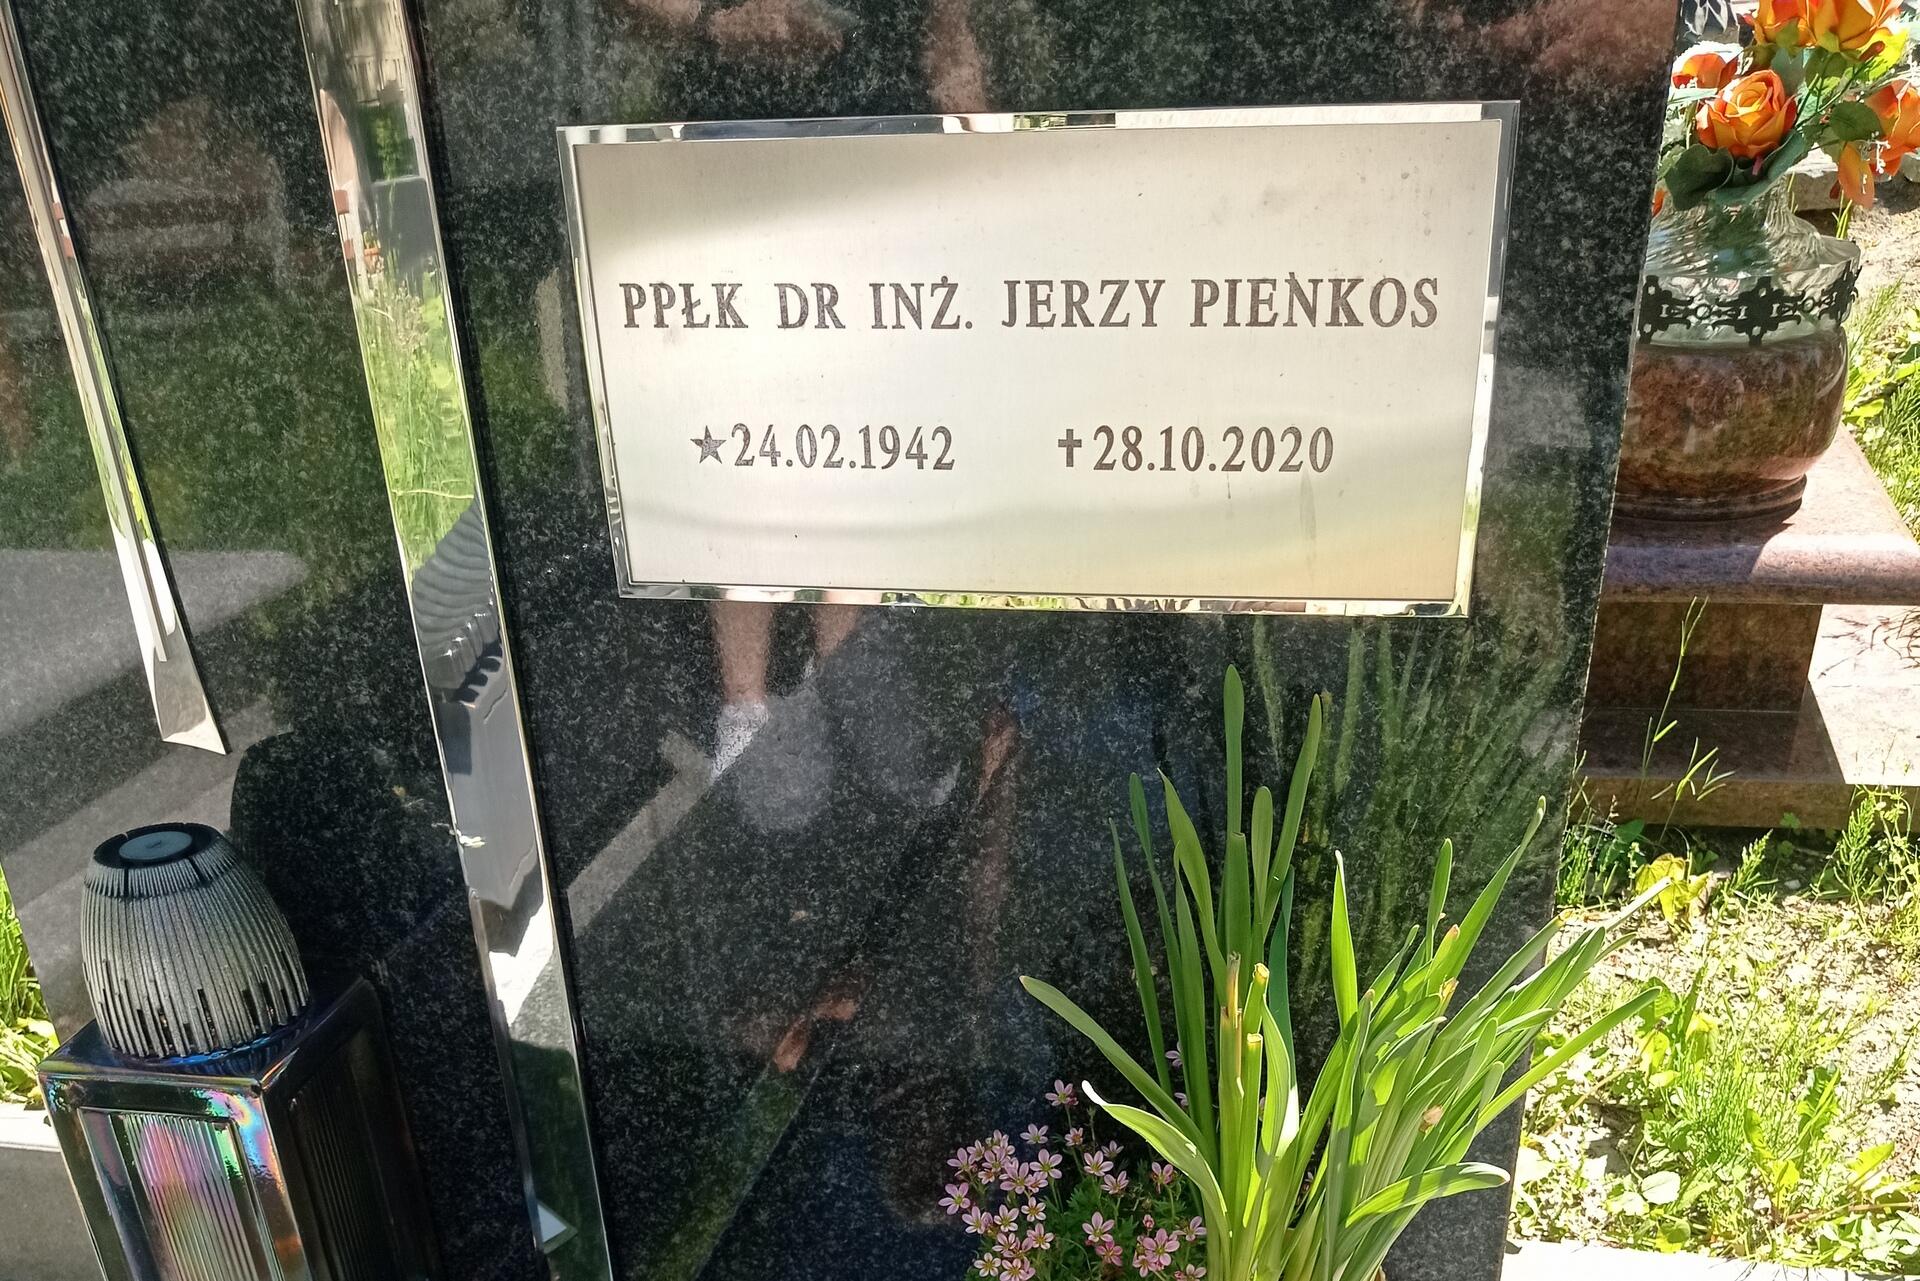 PPŁK DR INŻ. JERZY PIEŃKOS
★24.02.1942 ✝28.10.2020